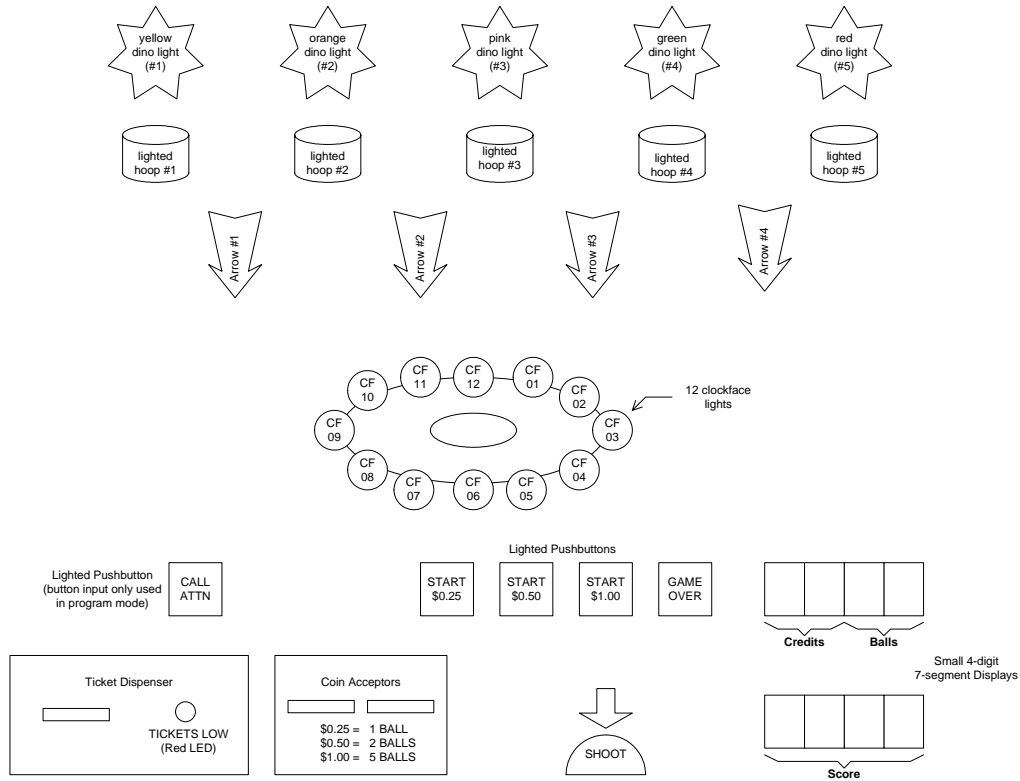 yellow
dino light
(#1)
orange
dino light
(#2)
pink
dino light
(#3)
green
dino light
(#4)
red
dino light
(#5)
lighted
hoop #1
lighted
hoop #2
lighted
hoop #3
lighted
hoop #4
lighted
hoop #5
Arrow #1
Arrow #2
Arrow #3
Arrow #4
CF
11
CF
12
CF
01
CF
10
CF
02
CF
09
CF
03
12 clockface
lights
CF
08
CF
04
CF
07
CF
06
CF
05
Lighted Pushbuttons
Lighted Pushbutton
(button input only used
in program mode)
CALL
ATTN
START
$0.25
START
$0.50
START
$1.00
GAME
OVER
Credits
Balls
Small 4-digit
7-segment Displays
Ticket Dispenser
TICKETS LOW
(Red LED)
Coin Acceptors
$0.25 = 1 BALL
$0.50 = 2 BALLS
$1.00 = 5 BALLS
SHOOT
Score